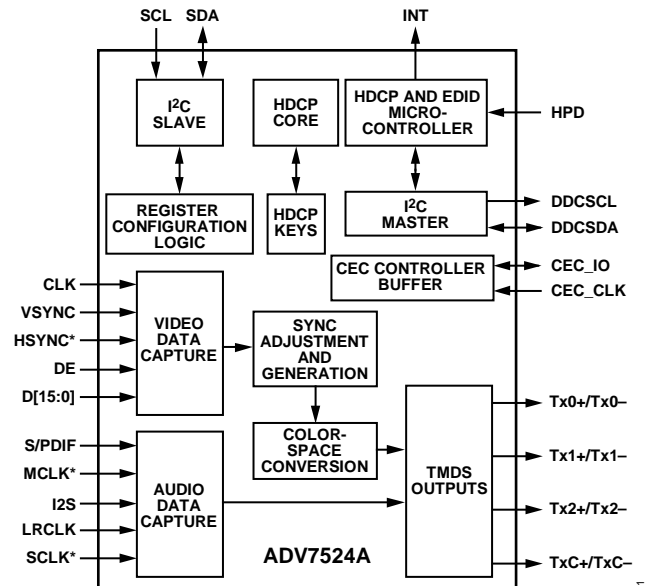 SCL SDA INT
I2C
SLAVE
HDCP
CORE
HDCP AND EDID
MICRO-
CONTROLLER
HPD
REGISTER
CONFIGURATION
LOGIC
HDCP
KEYS
I2C
MASTER
DDCSCL
DDCSDA
CEC CONTROLLER
BUFFER
CEC_IO
CEC_CLK
CLK
VSYNC
HSYNC*
DE
D[15:0]
VIDEO
DATA
CAPTURE
SYNC
ADJUSTMENT
AND
GENERATION
COLOR-
SPACE
CONVERSION
TMDS
OUTPUTS
Tx0+/Tx0–
Tx1+/Tx1–
Tx2+/Tx2–
TxC+/TxC–
S/PDIF
MCLK*
I2S
LRCLK
SCLK*
AUDIO
DATA
CAPTURE
ADV7524A